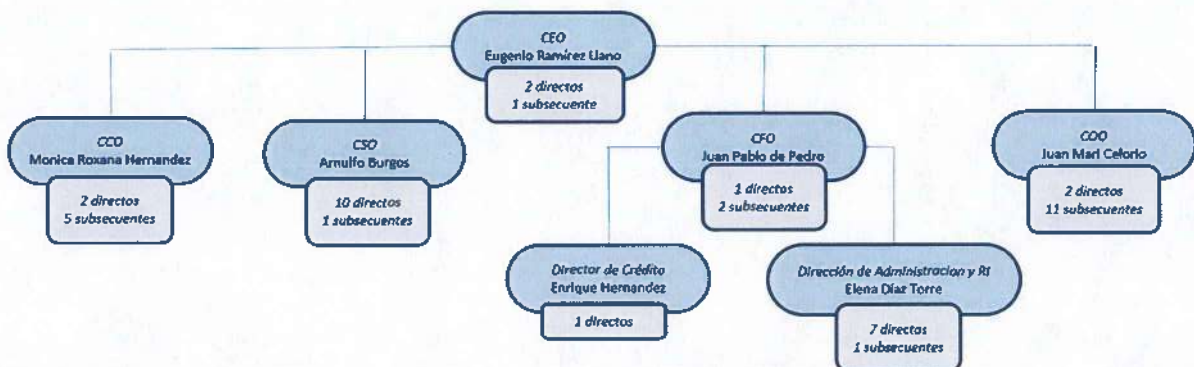 CEO
Eugenio Ramírez Llano
2 directos
1 subsecuente
CCO
Monica Roxana Hernandez
2 directos
5 subsecuentes
CSO
Arnulfo Burgos
10 directos
1 subsecuentes
CFO
Juan Pablo de Pedro
1 directos
2 subsecuentes
COO
Juan Mari Celorio
2 directos
11 subsecuentes
Director de Crédito
Enrique Hernandez
1 directos
Dirección de Administracion y RI
Elena Díaz Torre
7 directos
1 subsecuentes